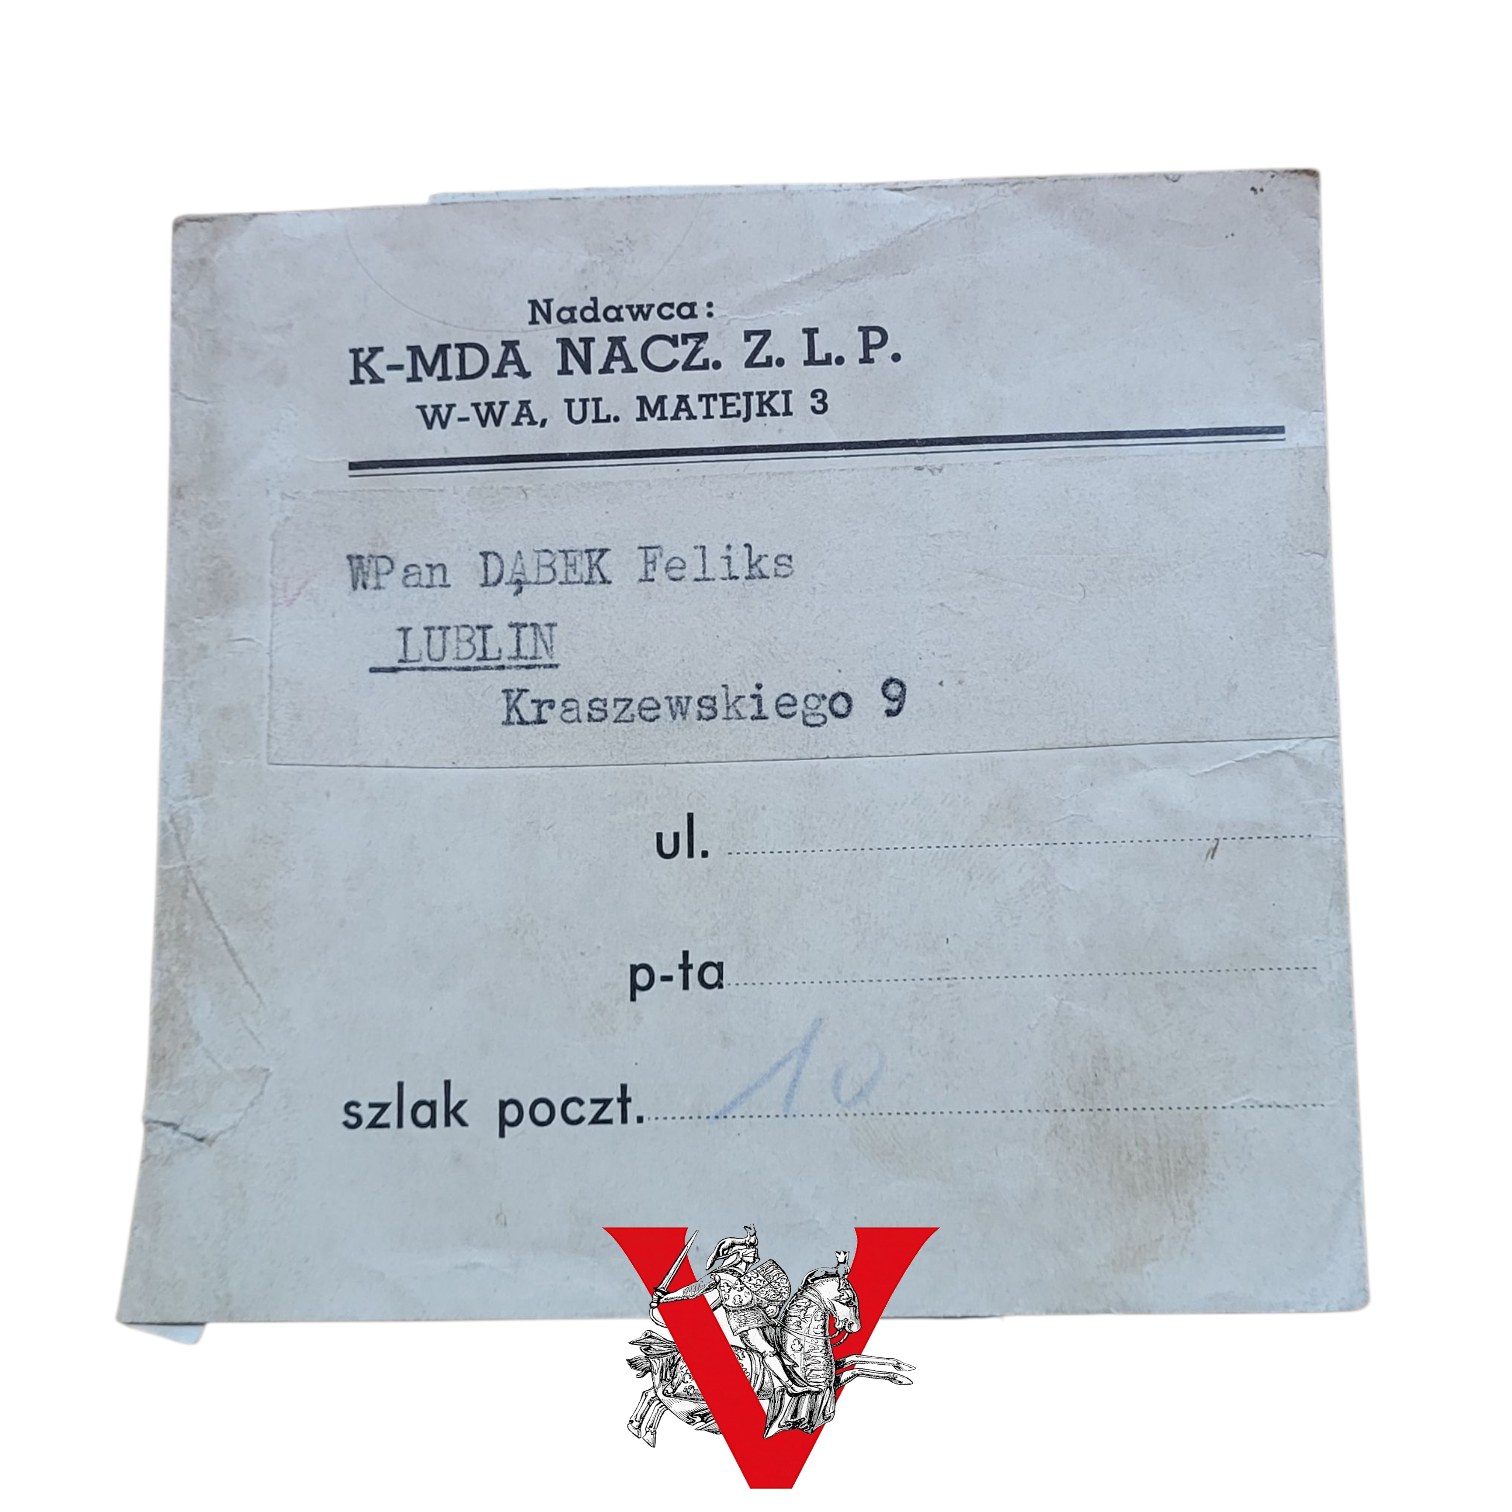 Nadawca:
K-MDA NACZ. Z. L. P.
W-WA, UL. MATEJKI 3
WPan DĄBEK Feliks
LUBLIN
Kraszewskiego 9
ul.
p-ta
szlak poczt. 10
V